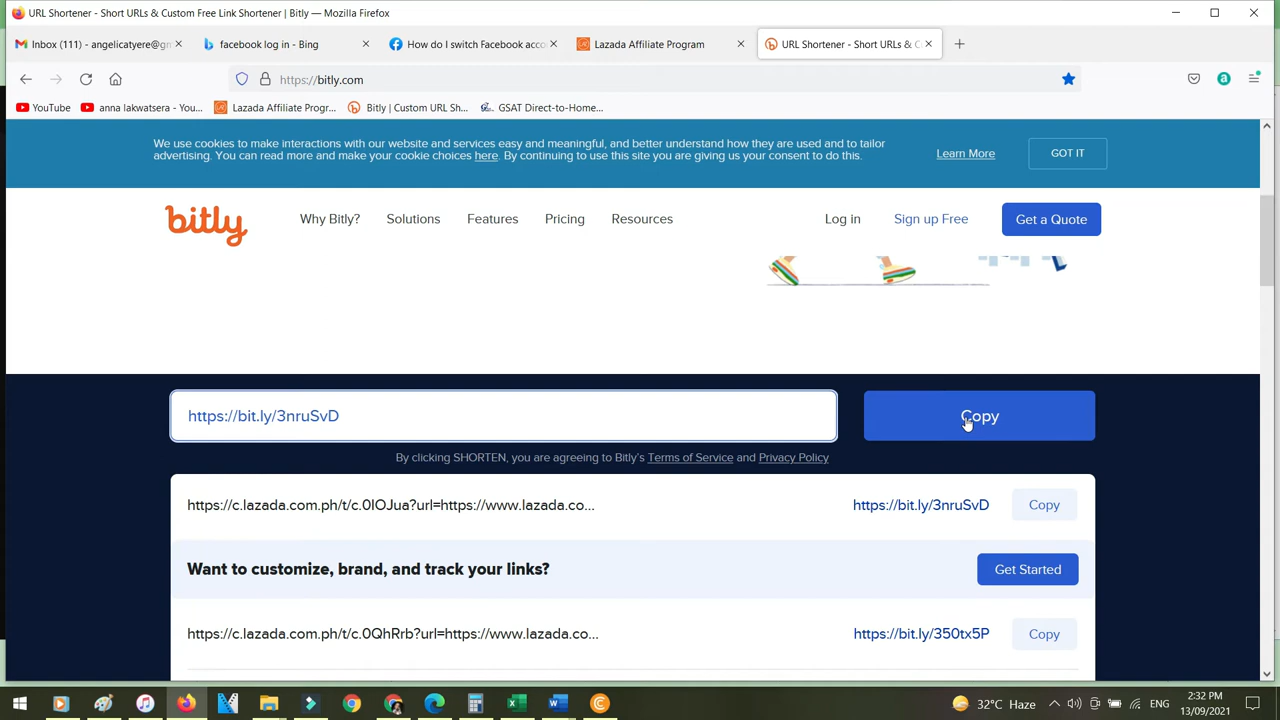 URL Shortener - Short URLs & Custom Free Link Shortener | Bitly — Mozilla Firefox
Inbox (111) - angelicatyere@gm
facebook log in - Bing
How do I switch Facebook acco
Lazada Affiliate Program
URL Shortener - Short URLs & C
https://bitly.com
YouTube
anna lakwatsera - You...
Lazada Affiliate Progr...
Bitly | Custom URL Sh...
GSAT Direct-to-Home...
We use cookies to make interactions with our website and services easy and meaningful, and better understand how they are used and to tailor
advertising. You can read more and make your cookie choices here. By continuing to use this site you are giving us your consent to do this.
Learn More
GOT IT
bitly
Why Bitly?
Solutions
Features
Pricing
Resources
Log in
Sign up Free
Get a Quote
https://bit.ly/3nruSvD
Copy
By clicking SHORTEN, you are agreeing to Bitly's Terms of Service and Privacy Policy
https://c.lazada.com.ph/t/c.0IOJua?url=https://www.lazada.co...
https://bit.ly/3nruSvD
Copy
Want to customize, brand, and track your links?
Get Started
https://c.lazada.com.ph/t/c.0QhRrb?url=https://www.lazada.co...
https://bit.ly/350tx5P
Copy
32°C Haze
ENG
2:32 PM
13/09/2021